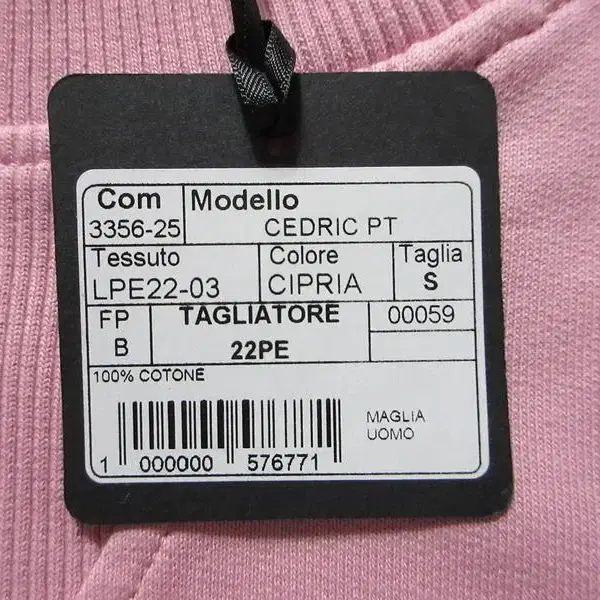 Com Modello
3356-25 CEDRIC PT
Tessuto Colore Taglia
LPE22-03 CIPRIA S
FP TAGLIATORE 00059
B 22PE
100% COTONE
MAGLIA
UOMO
1 000000 576771